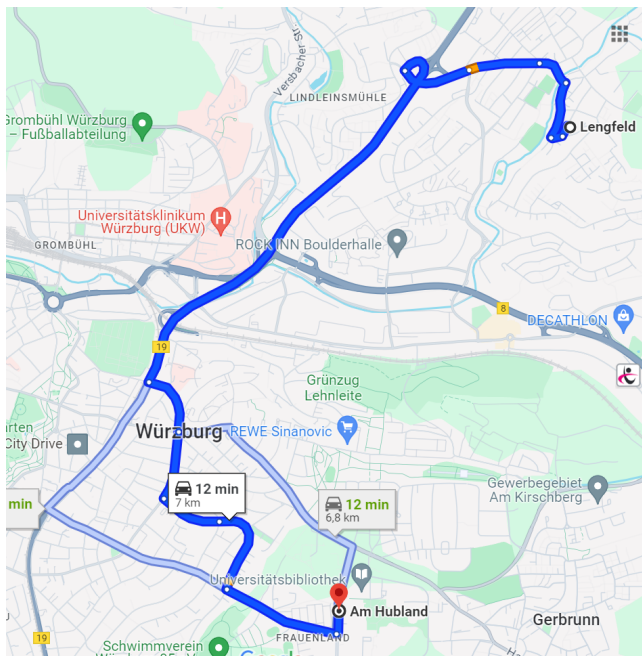 Versbacher Str.
LINDLEINSMÜHLE
Grombühl Würzburg
– Fußballabteilung
Lengfeld
Universitätsklinikum
Würzburg (UKW)
H
GROMBÜHL
ROCK INN Boulderhalle
8
DECATHLON
19
Grünzug
Lehnleite
Würzburg
REWE Sinanovic
City Drive
12 min
7 km
min
12 min
6,8 km
Gewerbegebiet
Am Kirschberg
Universitätsbibliothek
Am Hubland
Gerbrunn
FRAUENLAND
19
Schwimmverein